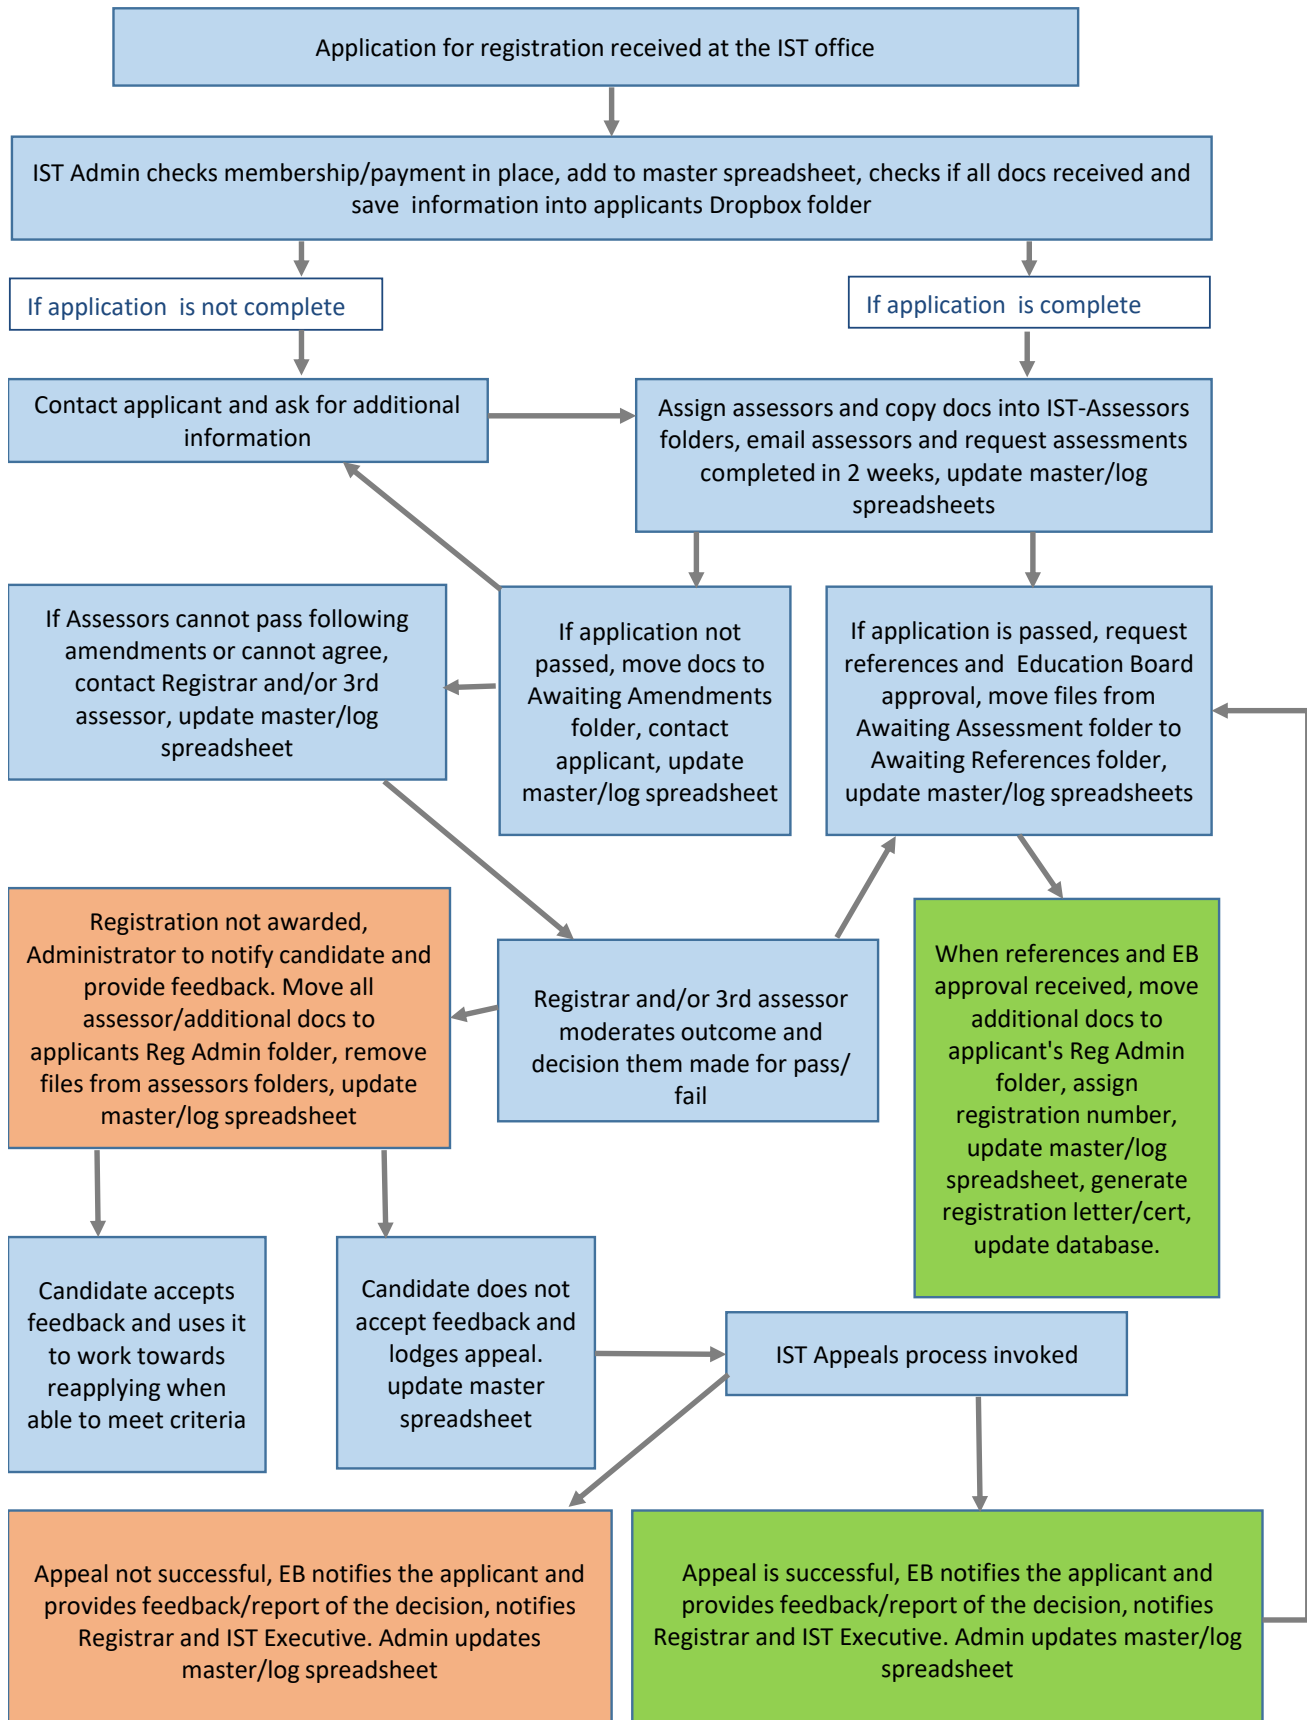 Application for registration received at the IST office
IST Admin checks membership/payment in place, add to master spreadsheet, checks if all docs received and
save  information into applicants Dropbox folder
If application  is not complete
If application  is complete
Contact applicant and ask for additional
information
Assign assessors and copy docs into IST-Assessors
folders, email assessors and request assessments
completed in 2 weeks, update master/log
spreadsheets
If Assessors cannot pass following
amendments or cannot agree,
contact Registrar and/or 3rd
assessor, update master/log
spreadsheet
If application not
passed, move docs to
Awaiting Amendments
folder, contact
applicant, update
master/log spreadsheet
If application is passed, request
references and  Education Board
approval, move files from
Awaiting Assessment folder to
Awaiting References folder,
update master/log spreadsheets
Registration not awarded,
Administrator to notify candidate and
provide feedback. Move all
assessor/additional docs to
applicants Reg Admin folder, remove
files from assessors folders, update
master/log spreadsheet
Registrar and/or 3rd assessor
moderates outcome and
decision them made for pass/
fail
When references and EB
approval received, move
additional docs to
applicant's Reg Admin
folder, assign
registration number,
update master/log
spreadsheet, generate
registration letter/cert,
update database.
Candidate accepts
feedback and uses it
to work towards
reapplying when
able to meet criteria
Candidate does not
accept feedback and
lodges appeal.
update master
spreadsheet
IST Appeals process invoked
Appeal not successful, EB notifies the applicant and
provides feedback/report of the decision, notifies
Registrar and IST Executive. Admin updates
master/log spreadsheet
Appeal is successful, EB notifies the applicant and
provides feedback/report of the decision, notifies
Registrar and IST Executive. Admin updates master/log
spreadsheet